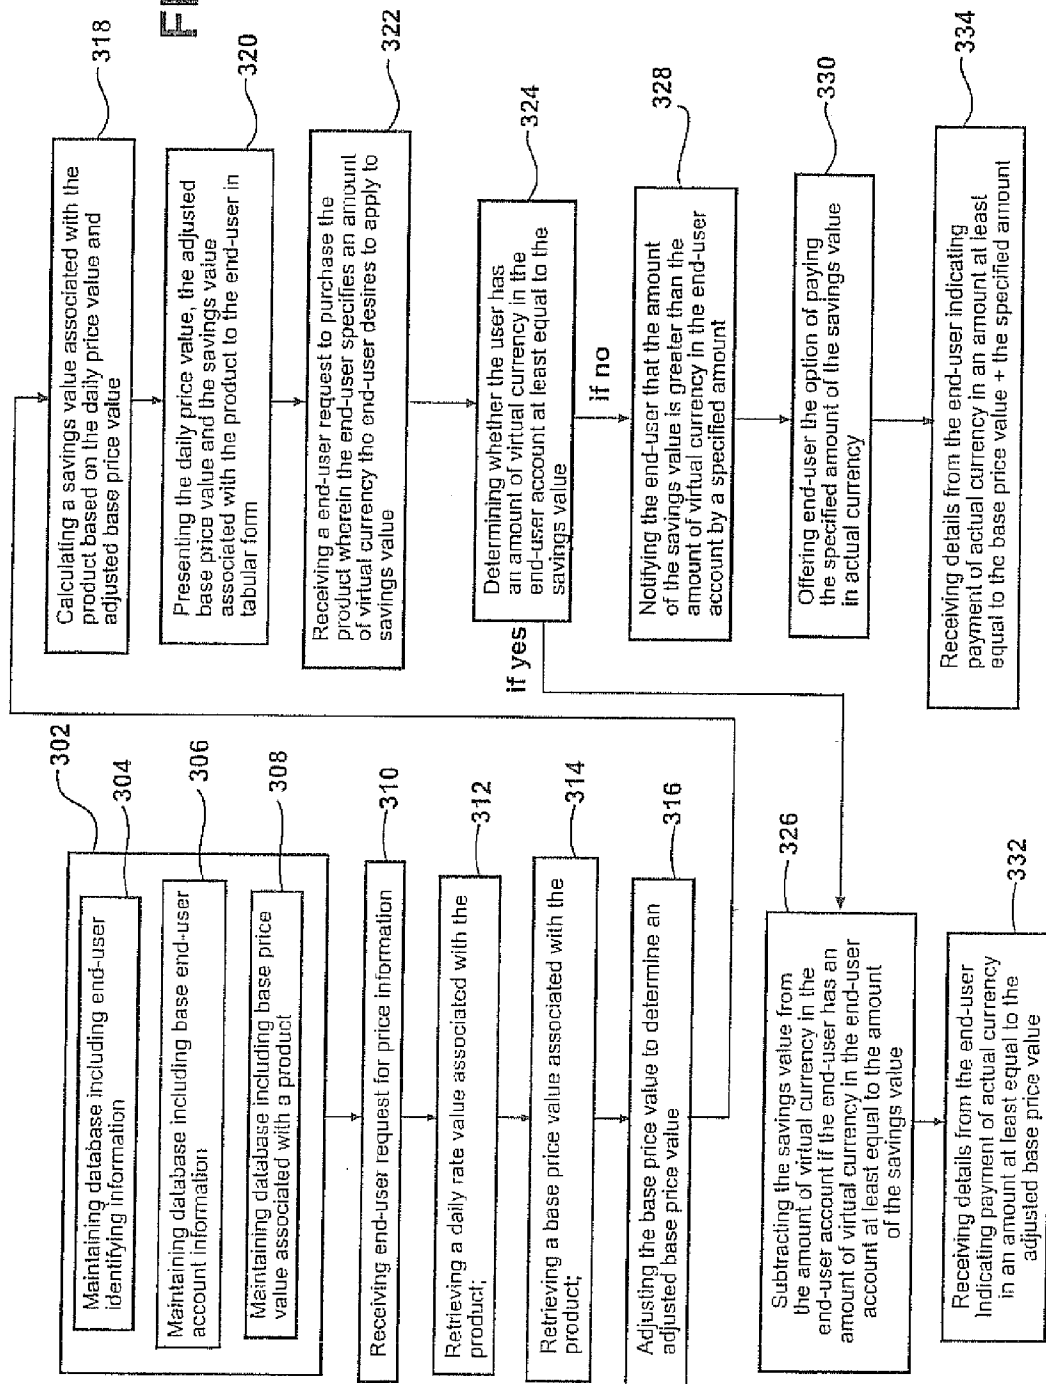 302
304
Maintaining database including end-user
identifying information
306
Maintaining database including base end-user
account information
308
Maintaining database including base price
value associated with a product
310
Receiving end-user request for price information
312
Retrieving a daily rate value associated with the
product;
314
Retrieving a base price value associated with the
product;
316
Adjusting the base price value to determine an
adjusted base price value
318
Calculating a savings value associated with the
product based on the daily price value and
adjusted base price value
320
Presenting the daily price value, the adjusted
base price value and the savings value
associated with the product to the end-user in
tabular form
322
Receiving a end-user request to purchase the
product wherein the end-user specifies an amount
of virtual currency the end-user desires to apply to
savings value
324
Determining whether the user has
an amount of virtual currency in the
end-user account at least equal to the
savings value
if yes
if no
326
Subtracting the savings value from
the amount of virtual currency in the
end-user account if the end-user has an
amount of virtual currency in the end-user
account at least equal to the amount
of the savings value
328
Notifying the end-user that the amount
of the savings value is greater than the
amount of virtual currency in the end-user
account by a specified amount
330
Offering end-user the option of paying
the specified amount of the savings value
in actual currency
332
Receiving details from the end-user
Indicating payment of actual currency
in an amount at least equal to the
adjusted base price value
334
Receiving details from the end-user indicating
payment of actual currency in an amount at least
equal to the base price value + the specified amount